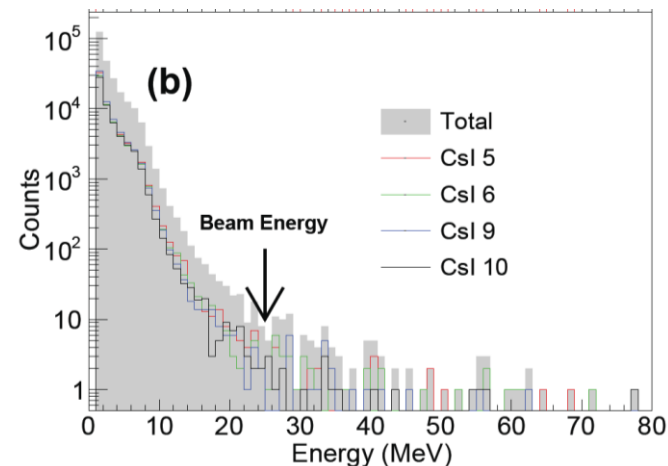 (b)
Total
CsI 5
CsI 6
CsI 9
CsI 10
Beam Energy
Counts
10^5
10^4
10^3
10^2
10
1
0 10 20 30 40 50 60 70 80
Energy (MeV)